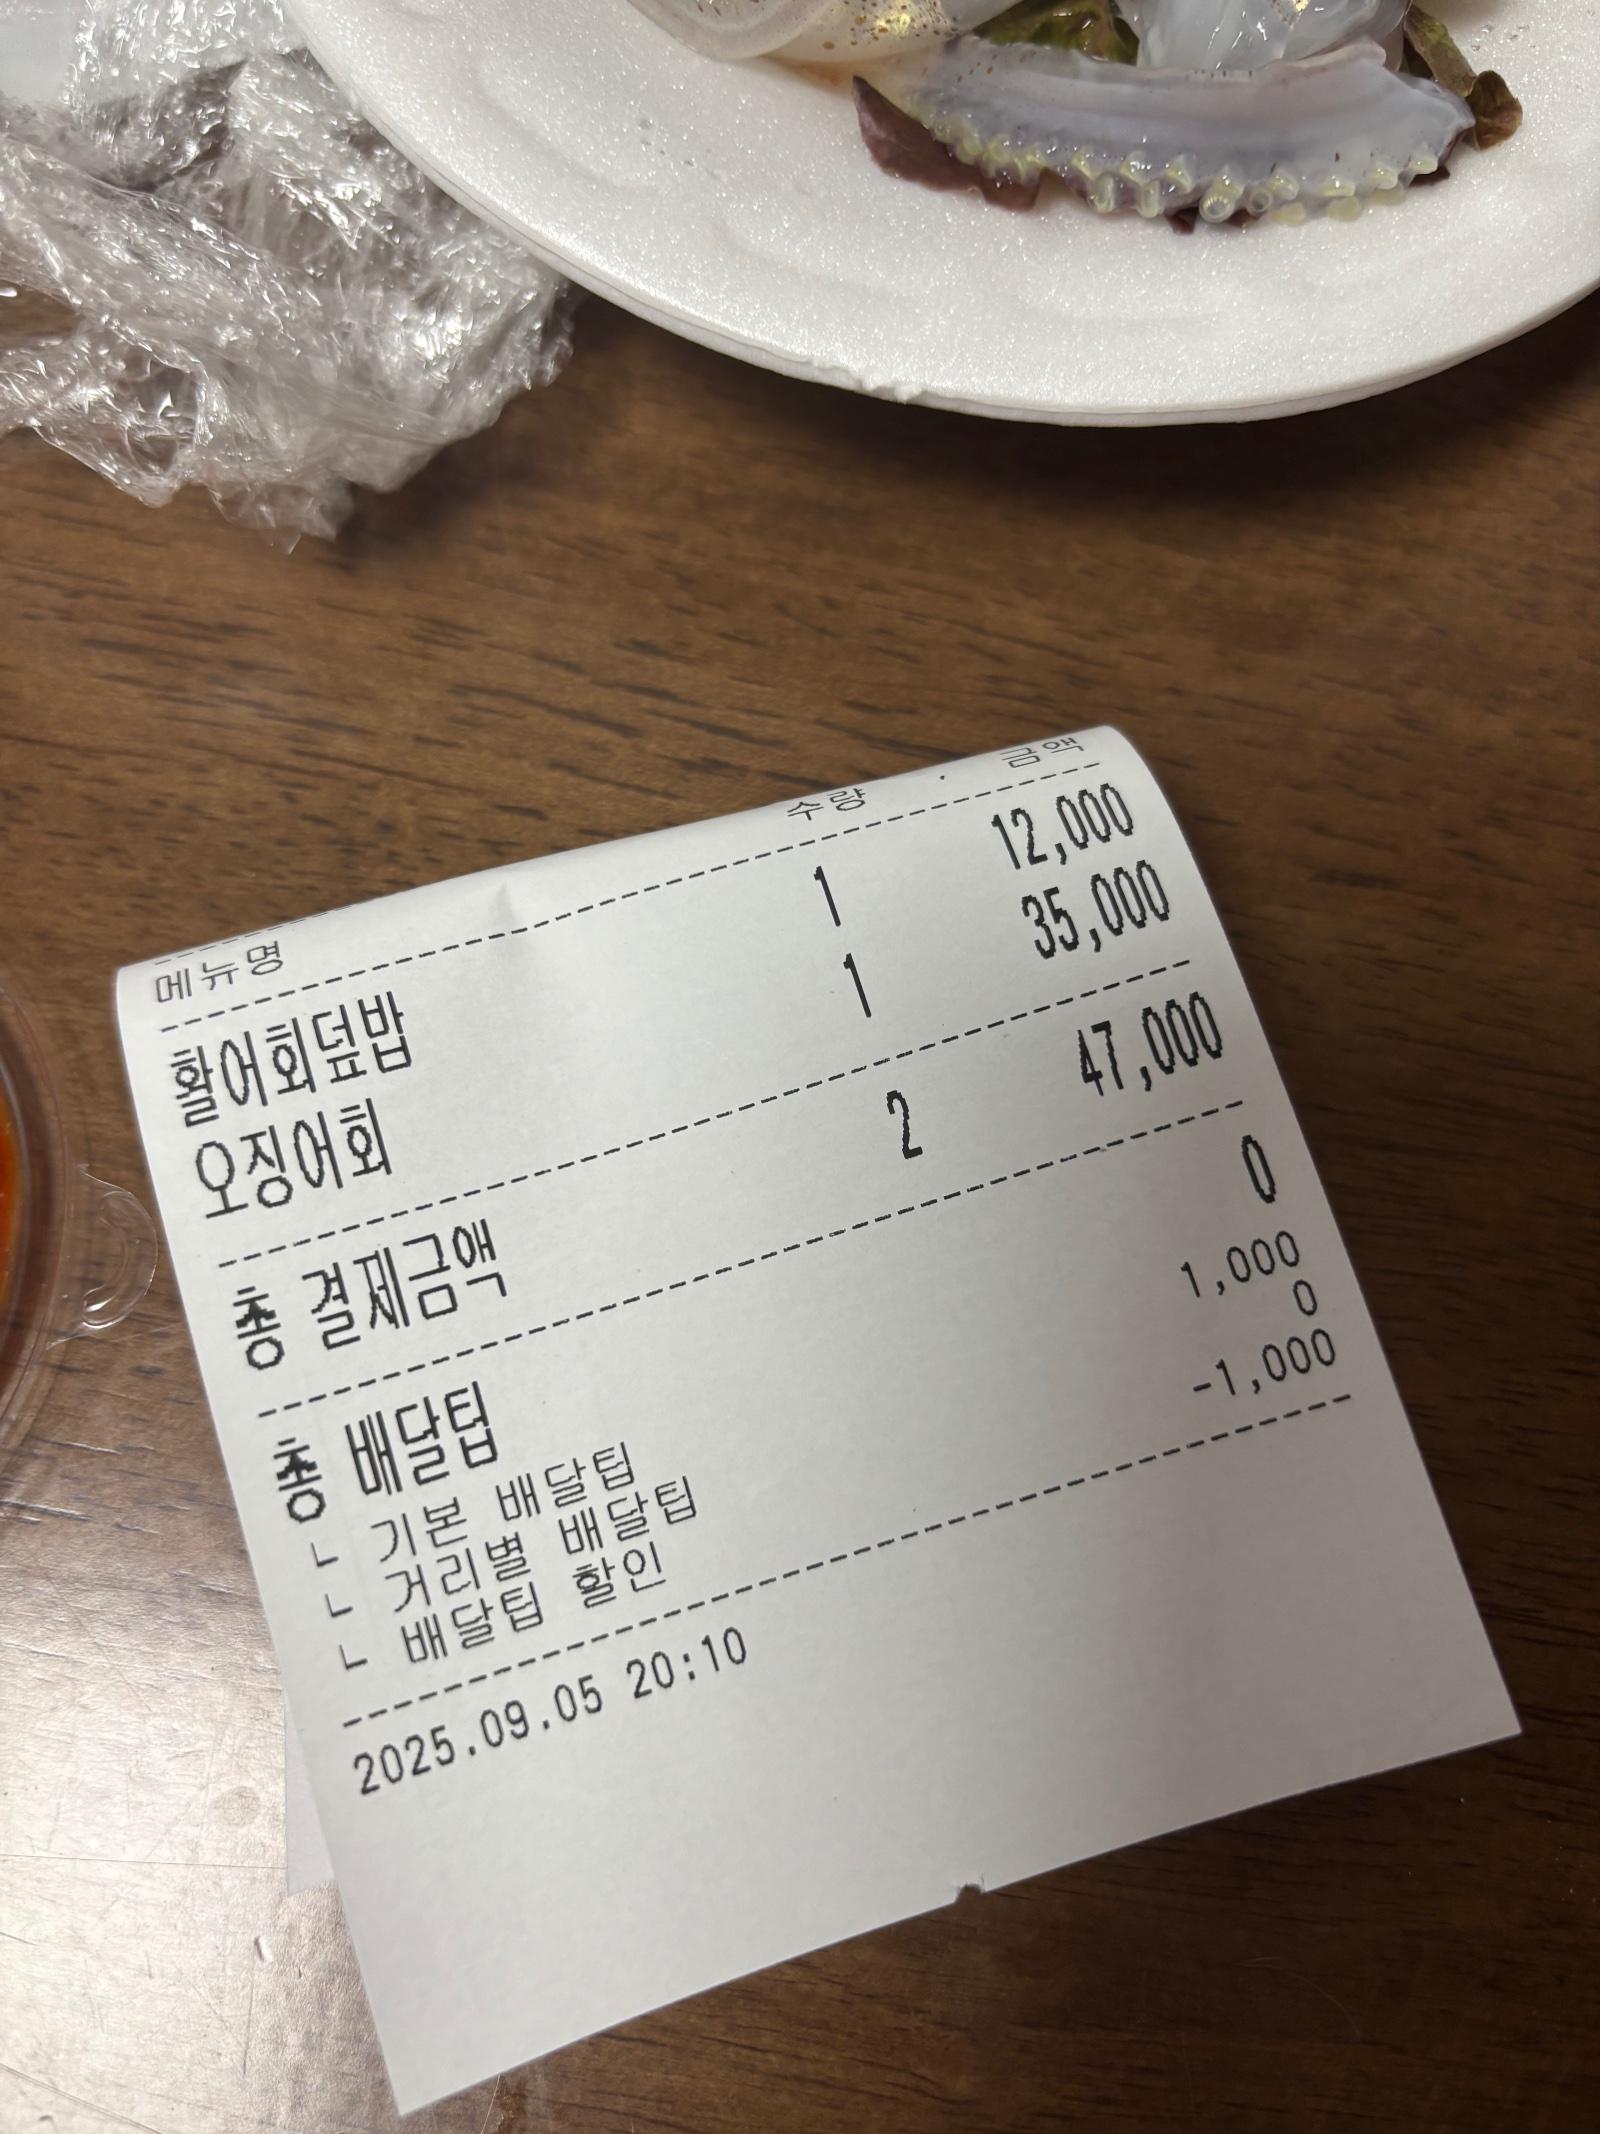 메뉴명 수량 금액
활어회덮밥 1 12,000
오징어회 1 35,000
총 결제금액 2 47,000
총 배달팁 0
ㄴ 기본 배달팁 1,000
ㄴ 거리별 배달팁 0
ㄴ 배달팁 할인 -1,000
2025.09.05 20:10